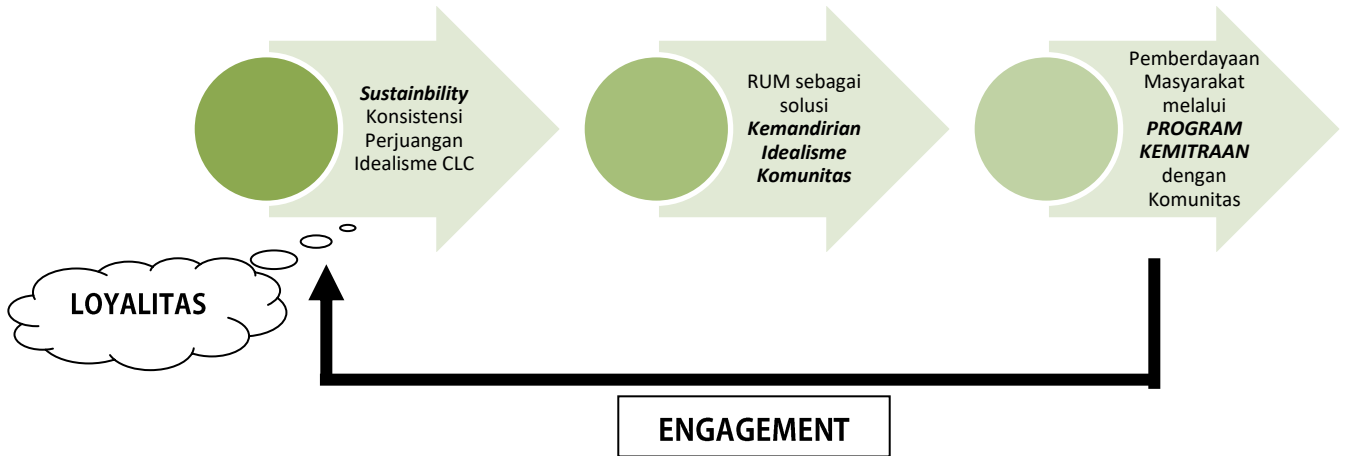 Sustainbility
Konsistensi
Perjuangan
Idealisme CLC
RUM sebagai
solusi
Kemandirian
Idealisme
Komunitas
Pemberdayaan
Masyarakat
melalui
PROGRAM
KEMITRAAN
dengan
Komunitas
LOYALITAS
ENGAGEMENT